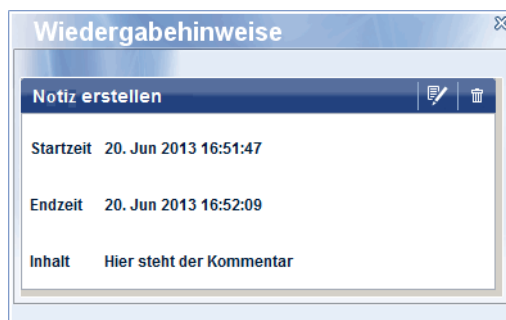 Wiedergabehinweise
Notiz erstellen
Startzeit 20. Jun 2013 16:51:47
Endzeit 20. Jun 2013 16:52:09
Inhalt Hier steht der Kommentar